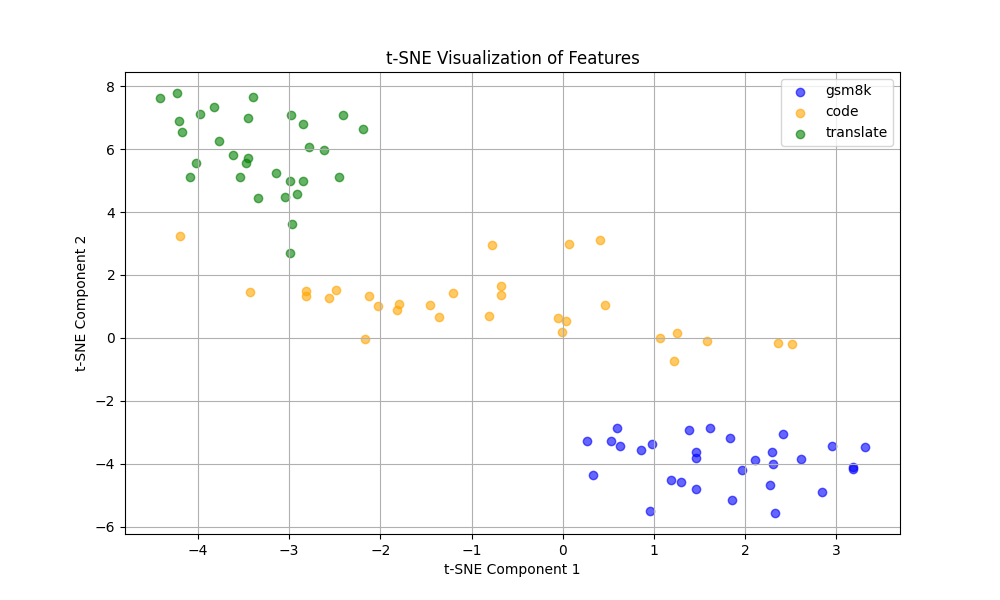 t-SNE Visualization of Features
gsm8k
code
translate
t-SNE Component 2
8
6
4
2
0
−2
−4
−6
−4
−3
−2
−1
0
1
2
3
t-SNE Component 1